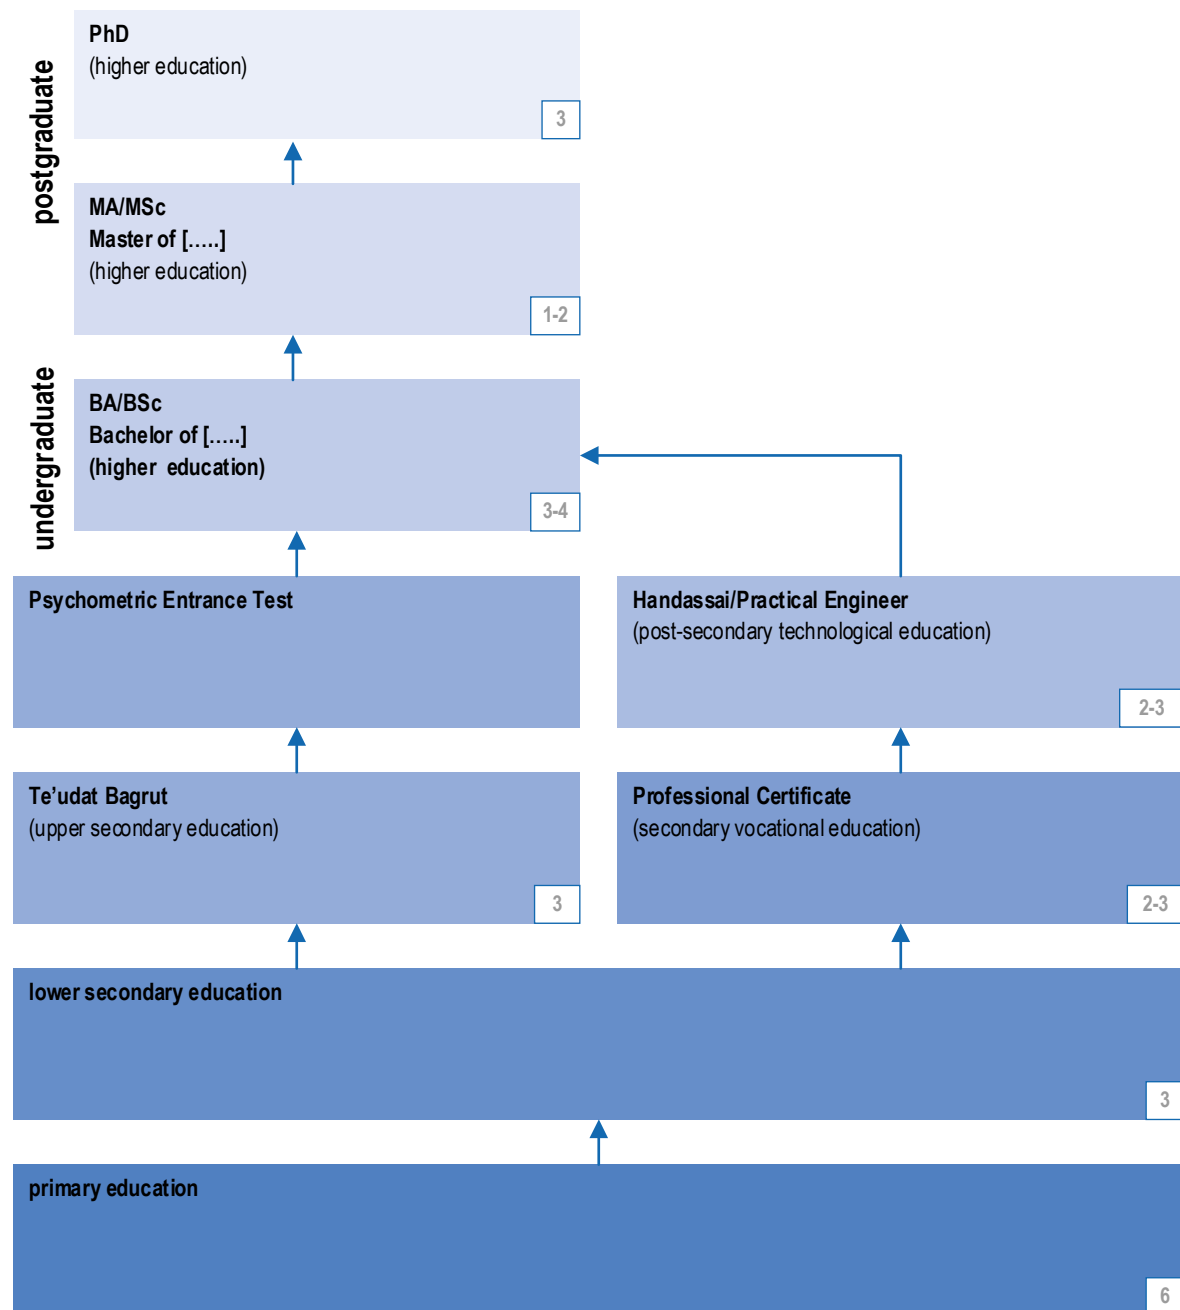 postgraduate
PhD
(higher education)
3
MA/MSc
Master of [.....]
(higher education)
1-2
undergraduate
BA/BSc
Bachelor of [.....]
(higher education)
3-4
Psychometric Entrance Test
Handassai/Practical Engineer
(post-secondary technological education)
2-3
Te’udat Bagrut
(upper secondary education)
3
Professional Certificate
(secondary vocational education)
2-3
lower secondary education
3
primary education
6